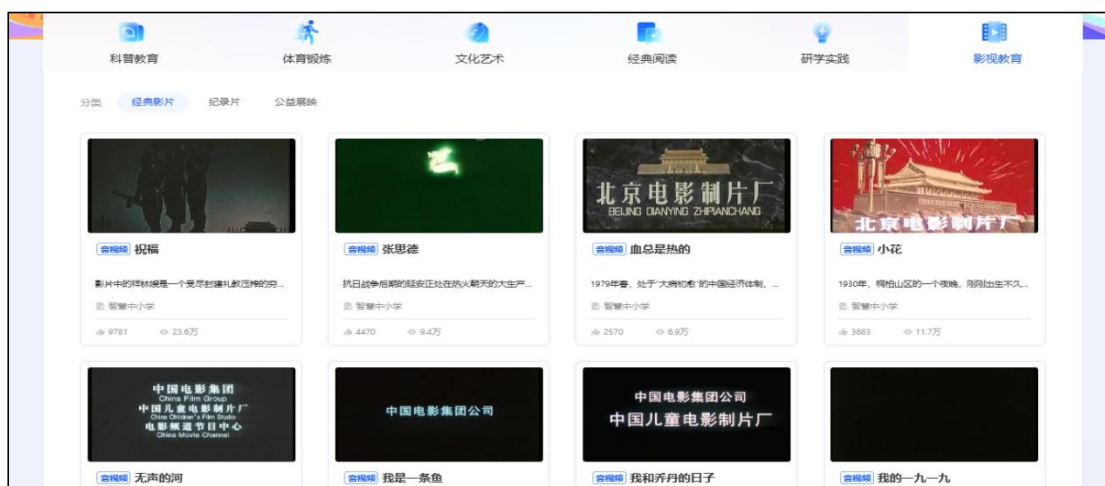 科普教育
体育锻炼
文化艺术
经典阅读
研学实践
影视教育
分类 经典影片 纪录片 公益展映
北京电影制片厂
BEIJING DIANYING ZHIPIANCHANG
北京电影制片厂
音视频 祝福
音视频 张思德
音视频 血总是热的
音视频 小花
影片中的祥林嫂是一个受尽封建礼教压榨的穷...
抗日战争后期的延安正处在热火朝天的大生产...
1979年春，处于“大病初愈”的中国经济体制，...
1930年，桐柏山区的一个夜晚，刚刚出生不久...
智慧中小学
智慧中小学
智慧中小学
智慧中小学
9781 23.6万
4470 9.4万
2570 6.9万
3683 11.7万
中国电影集团
China Film Group
中国儿童电影制片厂
China Children's Film Studio
电影频道节目中心
China Movie Channel
中国电影集团公司
中国电影集团公司
中国儿童电影制片厂
音视频 无声的河
音视频 我是一条鱼
音视频 我和乔丹的日子
音视频 我的一九一九